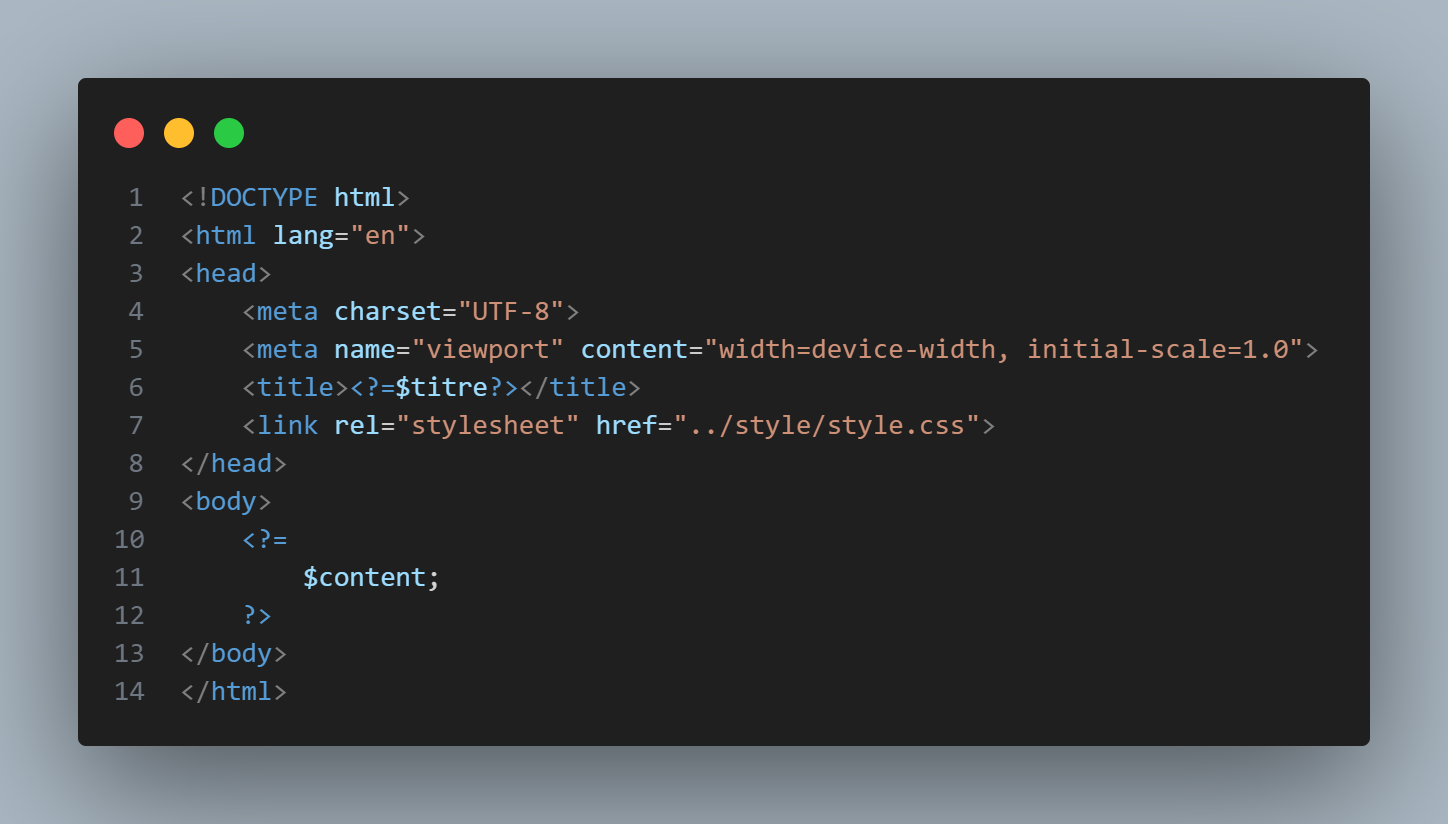 1 <!DOCTYPE html>
2 <html lang="en">
3 <head>
4     <meta charset="UTF-8">
5     <meta name="viewport" content="width=device-width, initial-scale=1.0">
6     <title><?=$titre?></title>
7     <link rel="stylesheet" href="../style/style.css">
8 </head>
9 <body>
10     <?=
11         $content;
12     ?>
13 </body>
14 </html>